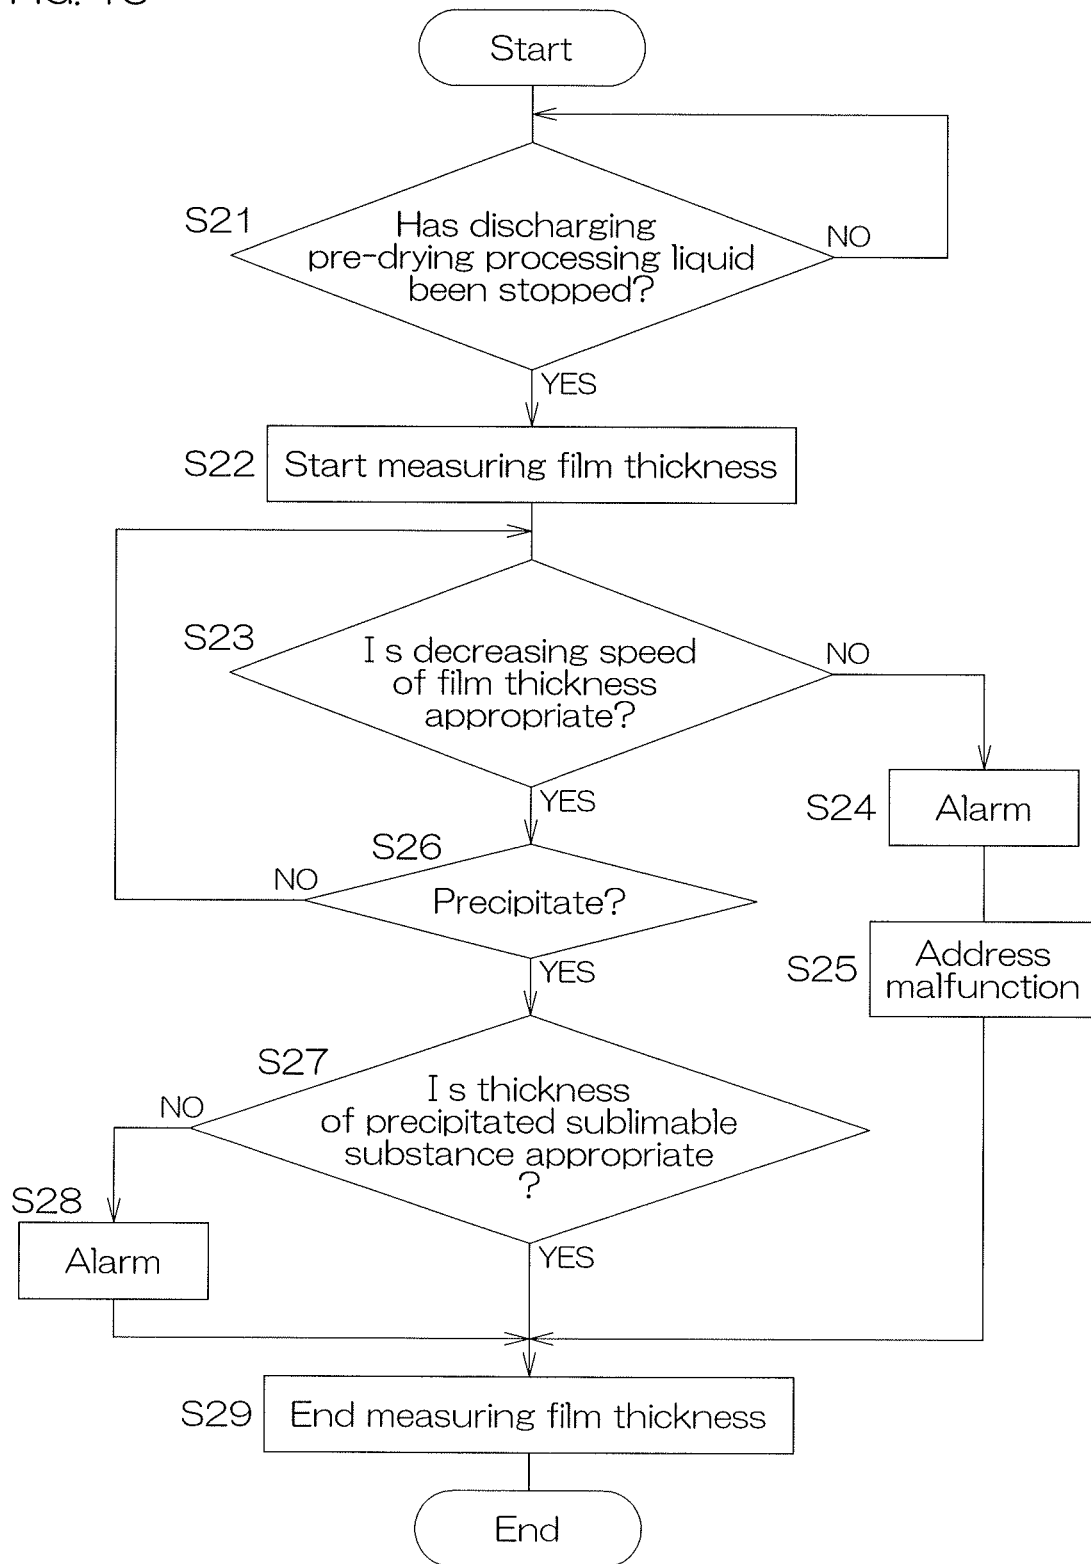 Start
S21
Has discharging
pre-drying processing liquid
been stopped?
NO
YES
S22
Start measuring film thickness
S23
I s decreasing speed
of film thickness
appropriate?
NO
YES
S24
Alarm
S26
NO
Precipitate?
YES
S25
Address
malfunction
S27
NO
I s thickness
of precipitated sublimable
substance appropriate
?
YES
S28
Alarm
S29
End measuring film thickness
End